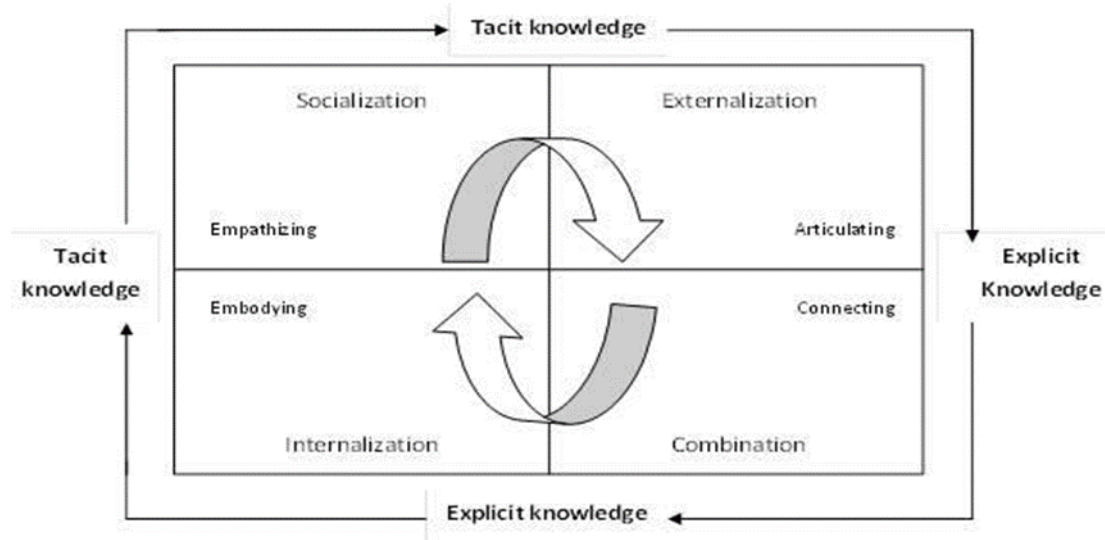 Tacit knowledge
Socialization
Externalization
Empathizing
Articulating
Tacit
knowledge
Explicit
Knowledge
Embodying
Connecting
Internalization
Combination
Explicit knowledge